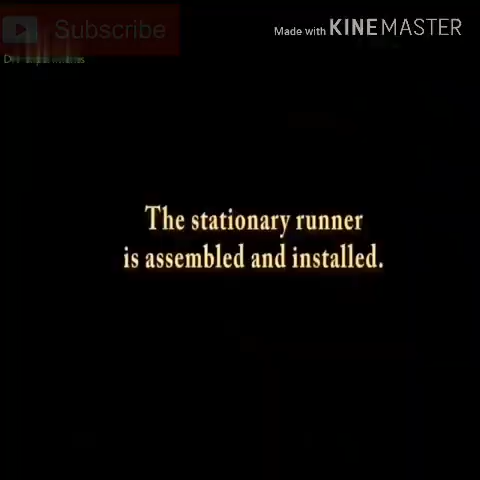 Subscribe
Made with KINEMASTER
The stationary runner
is assembled and installed.